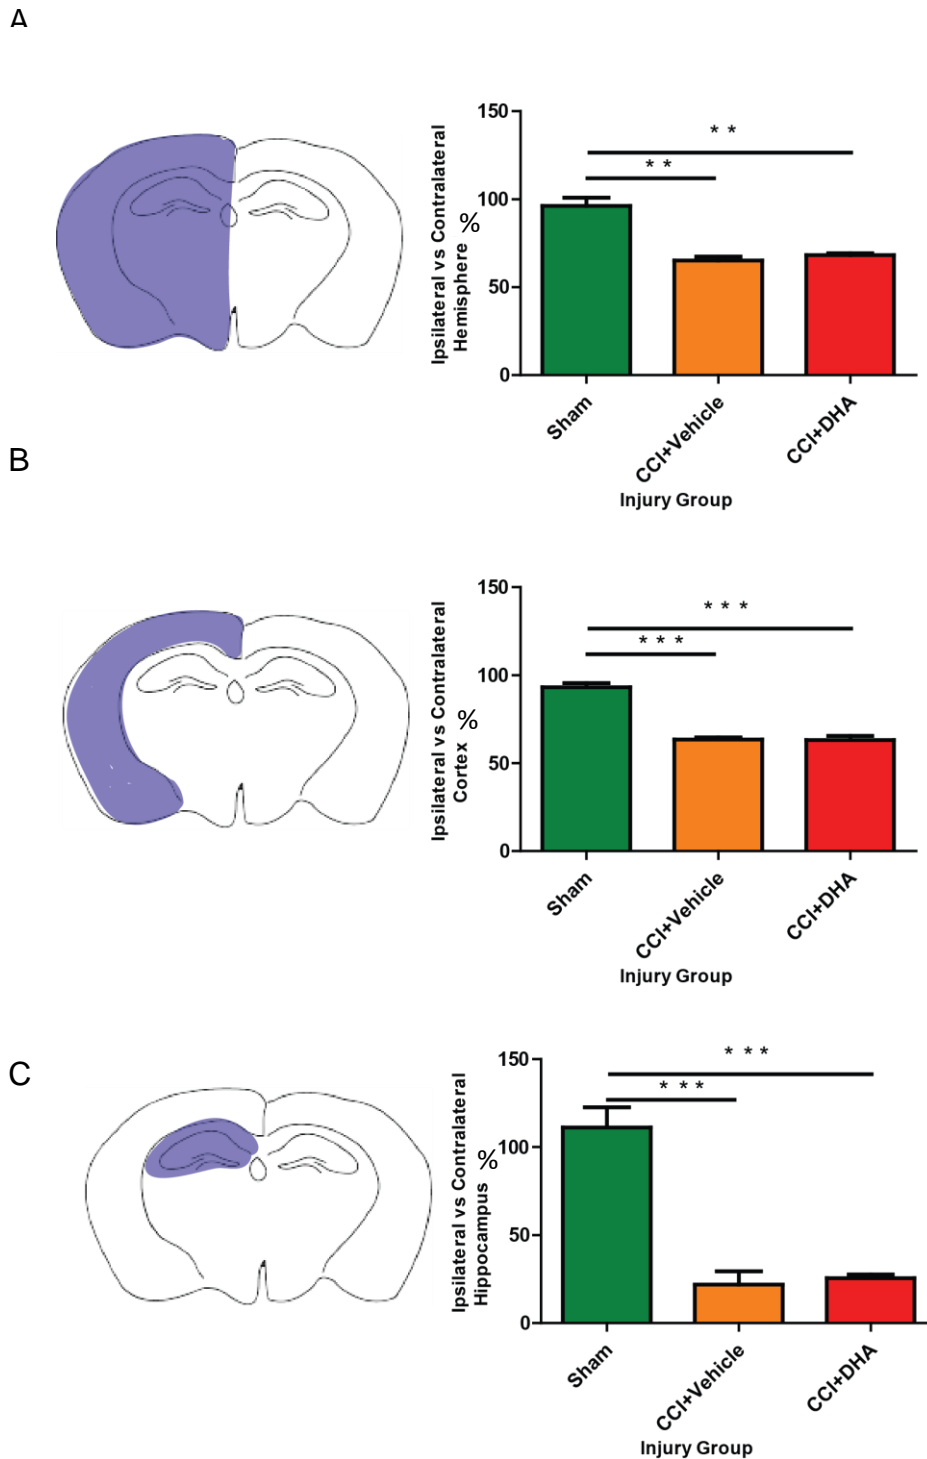 A
150
* *
* *
100
50
0
Ipsilateral vs Contralateral
Hemisphere %
Sham
CCI+Vehicle
CCI+DHA
Injury Group
B
150
* * *
* * *
100
50
0
Ipsilateral vs Contralateral
Cortex %
Sham
CCI+Vehicle
CCI+DHA
Injury Group
C
150
* * *
* * *
100
50
0
Ipsilateral vs Contralateral
Hippocampus %
Sham
CCI+Vehicle
CCI+DHA
Injury Group